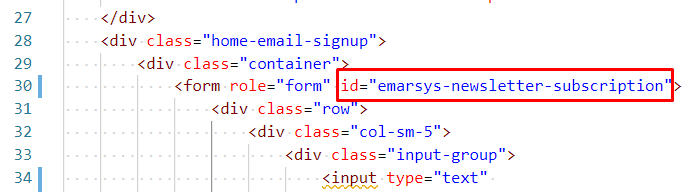 27 </div>
28 <div class="home-email-signup">
29 <div class="container">
30 <form role="form" id="emarsys-newsletter-subscription">
31 <div class="row">
32 <div class="col-sm-5">
33 <div class="input-group">
34 <input type="text"